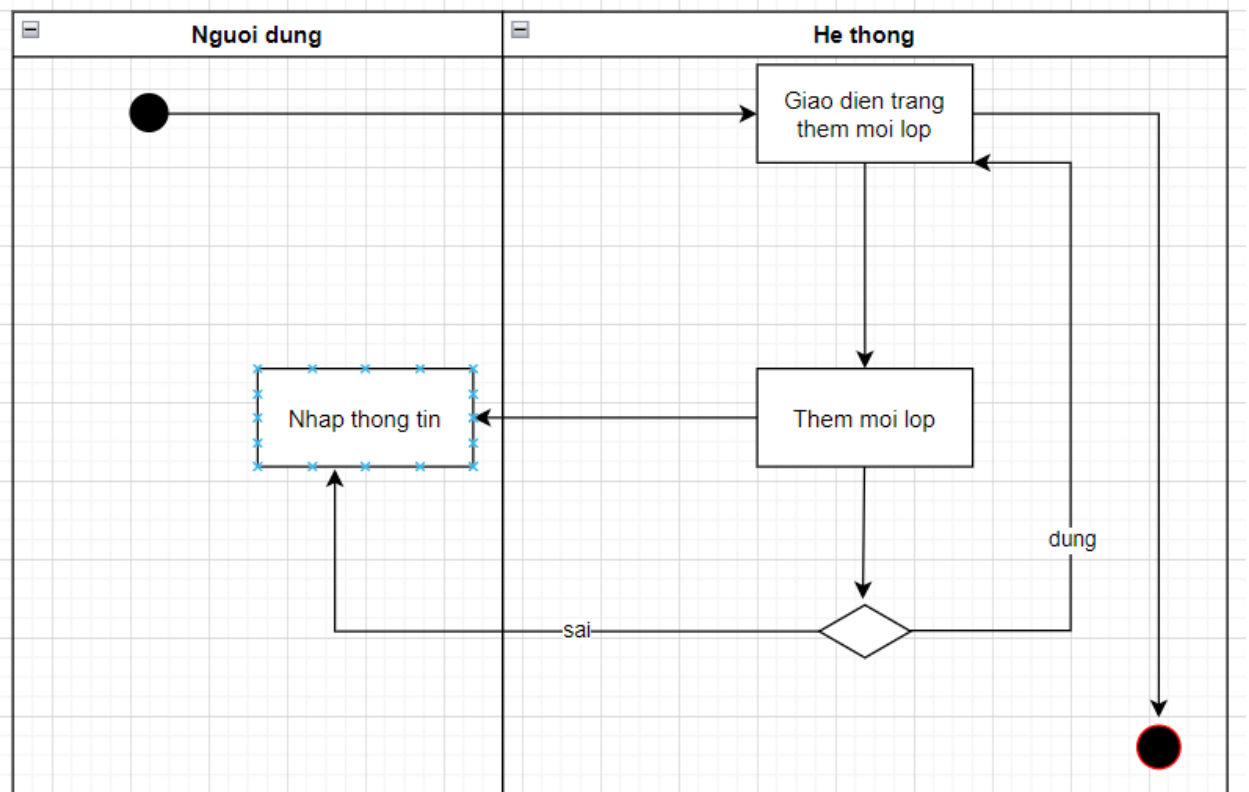 Nguoi dung
He thong
Giao dien trang
them moi lop
Nhap thong tin
Them moi lop
dung
sai